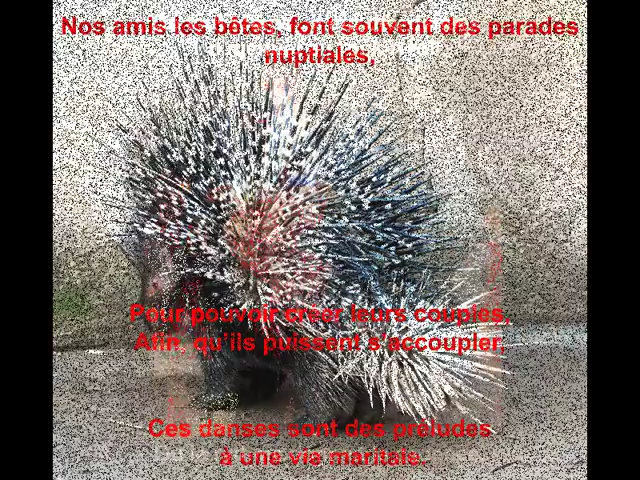 Nos amis les bêtes, font souvent des parades
nuptiales,
Pour pouvoir créer leurs couples,
Afin, qu'ils puissent s'accoupler,
Ces danses sont des préludes
à une vie maritale.